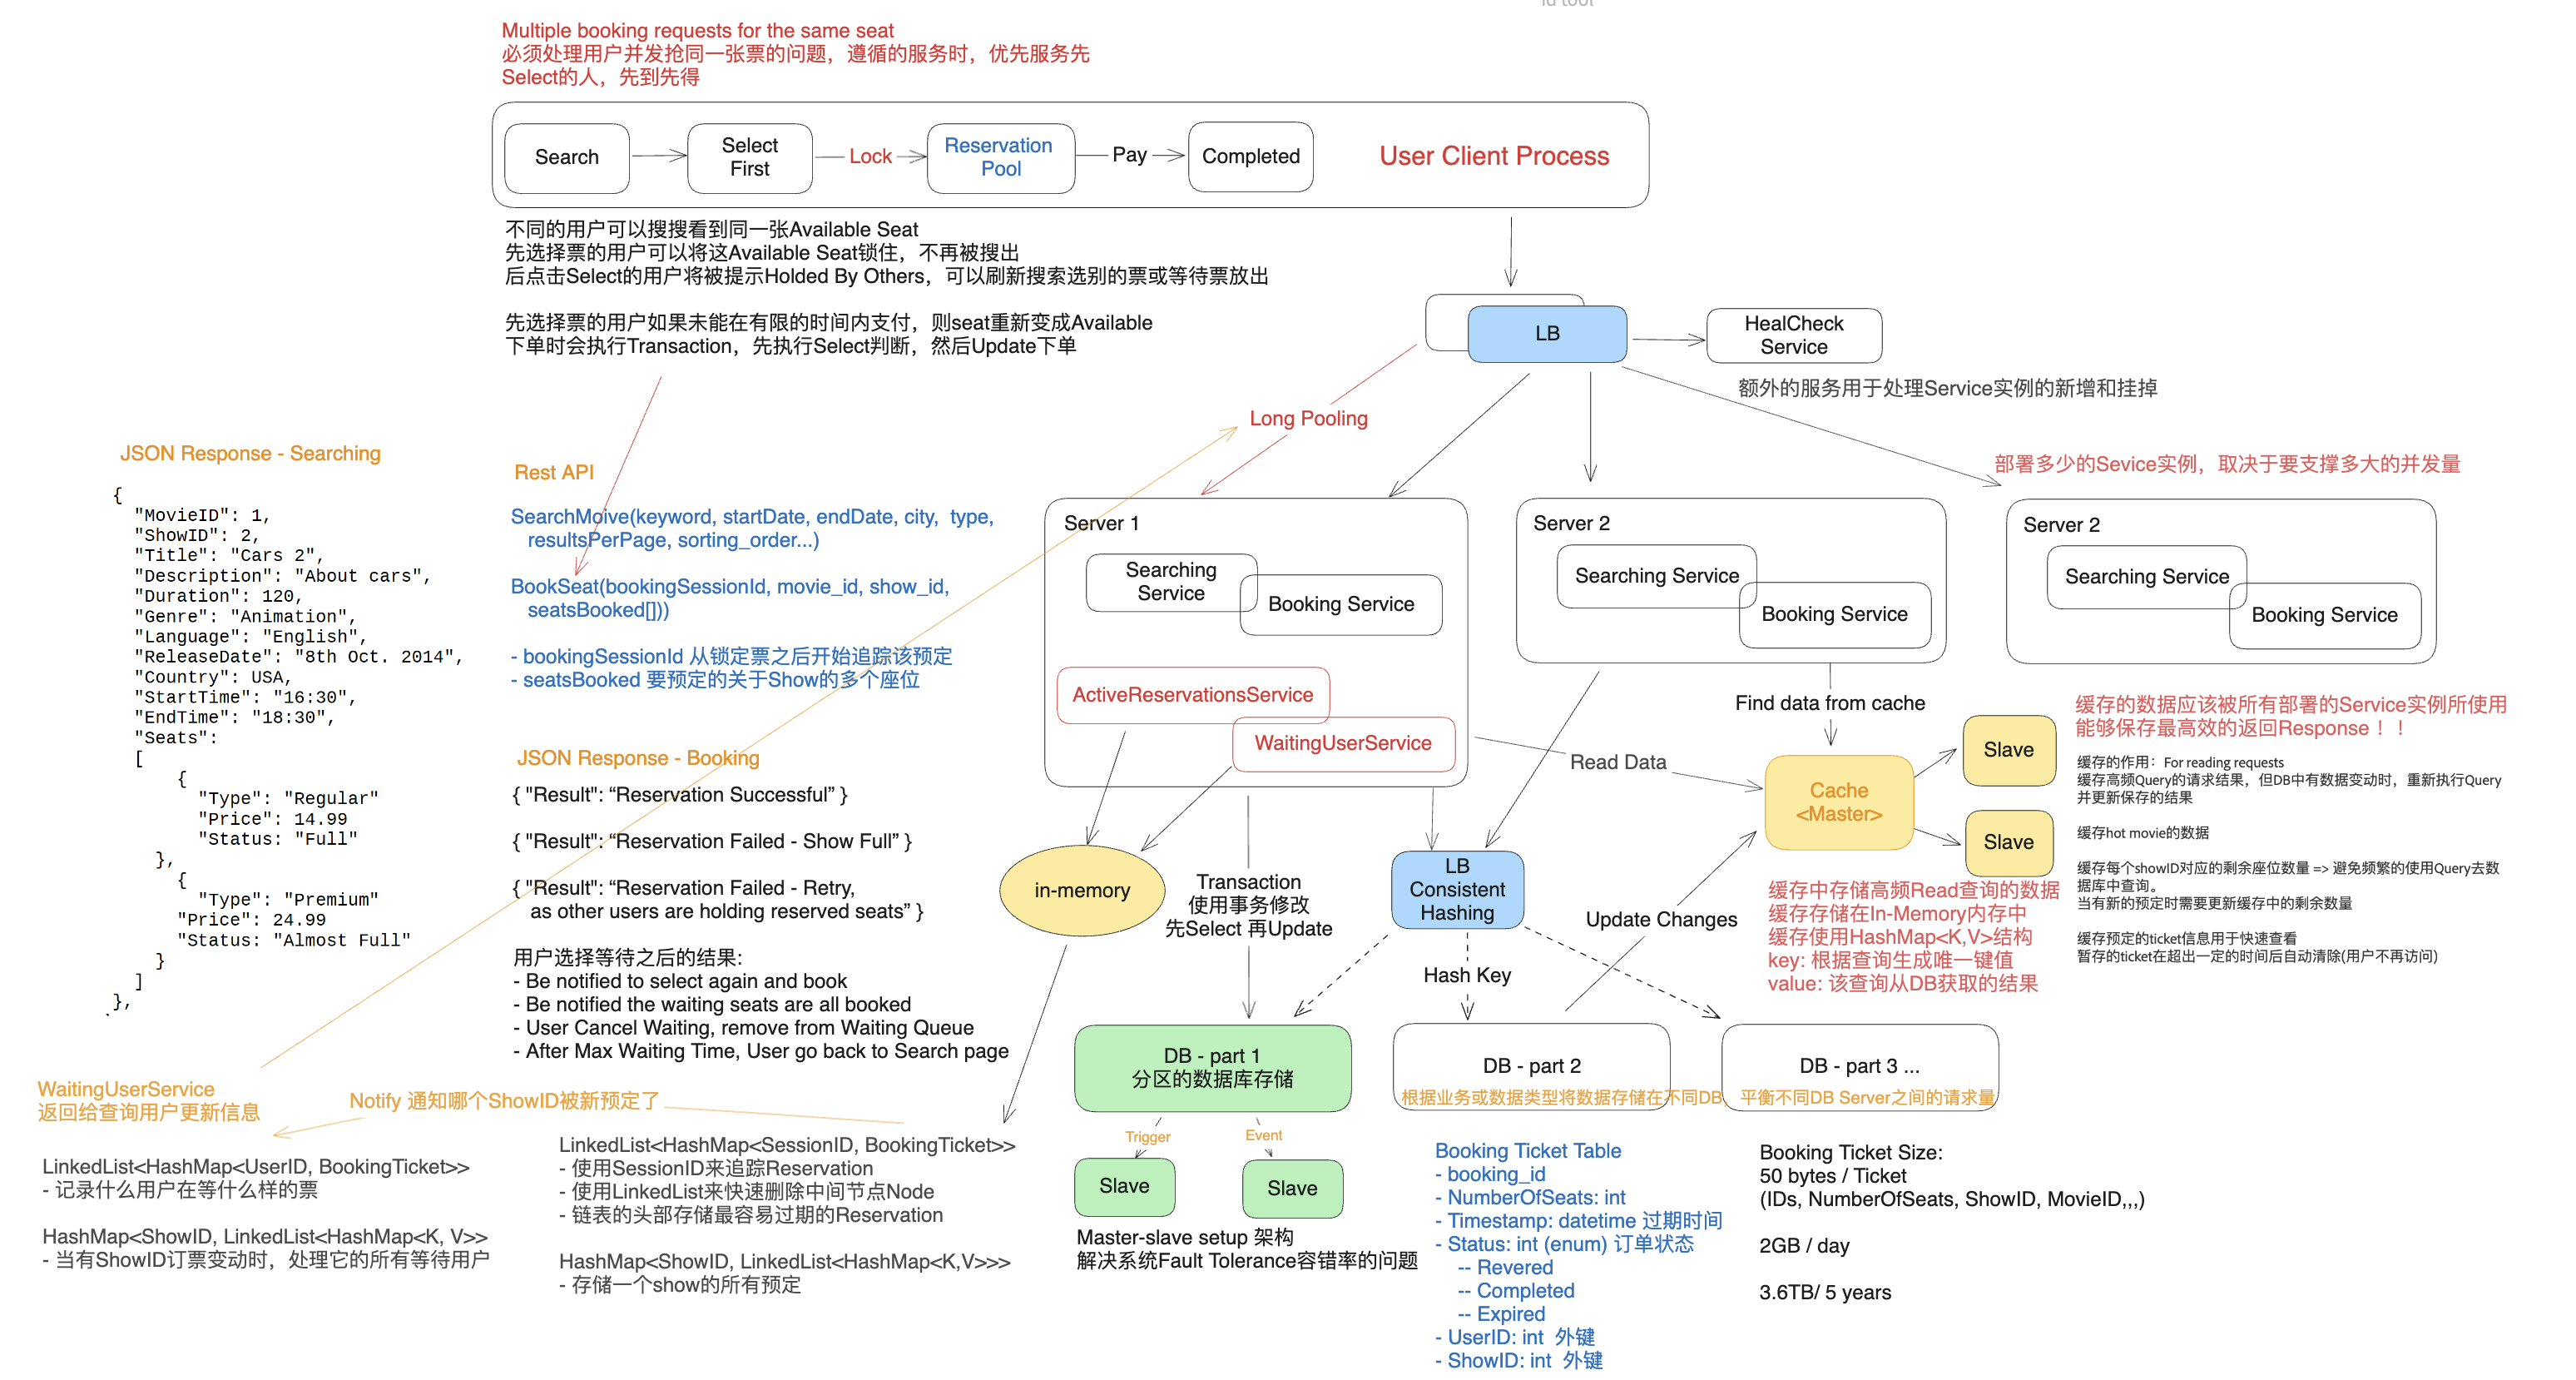 Multiple booking requests for the same seat
必须处理用户并发抢同一张票的问题，遵循的服务时，优先服务先
Select的人，先到先得
Search
Select
First
Lock
Reservation
Pool
Pay
Completed
User Client Process
不同的用户可以搜搜看到同一张Available Seat
先选择票的用户可以将这Available Seat锁住，不再被搜出
后点击Select的用户将被提示Holded By Others，可以刷新搜索选别的票或等待票放出
先选择票的用户如果未能在有限的时间内支付，则seat重新变成Available
下单时会执行Transaction，先执行Select判断，然后Update下单
LB
HealCheck
Service
额外的服务用于处理Service实例的新增和挂掉
Long Pooling
部署多少的Sevice实例，取决于要支撑多大的并发量
JSON Response - Searching
{
"MovieID": 1,
"ShowID": 2,
"Title": "Cars 2",
"Description": "About cars",
"Duration": 120,
"Genre": "Animation",
"Language": "English",
"ReleaseDate": "8th Oct. 2014",
"Country": USA,
"StartTime": "16:30",
"EndTime": "18:30",
"Seats":
[
{
"Type": "Regular"
"Price": 14.99
"Status: "Full"
},
{
"Type": "Premium"
"Price": 24.99
"Status: "Almost Full"
}
]
},
Rest API
SearchMoive(keyword, startDate, endDate, city, type,
resultsPerPage, sorting_order...)
BookSeat(bookingSessionId, movie_id, show_id,
seatsBooked[]))
- bookingSessionId 从锁定票之后开始追踪该预定
- seatsBooked 要预定的关于Show的多个座位
JSON Response - Booking
{ "Result": “Reservation Successful” }
{ "Result": “Reservation Failed - Show Full” }
{ "Result": “Reservation Failed - Retry,
as other users are holding reserved seats” }
用户选择等待之后的结果:
- Be notified to select again and book
- Be notified the waiting seats are all booked
- User Cancel Waiting, remove from Waiting Queue
- After Max Waiting Time, User go back to Search page
Server 1
Searching
Service
Booking Service
ActiveReservationsService
WaitingUserService
Server 2
Searching Service
Booking Service
Server 2
Searching Service
Booking Service
Find data from cache
Read Data
Cache
<Master>
Slave
Slave
缓存的数据应该被所有部署的Service实例所使用
能够保存最高效的返回Response ！！
缓存的作用：For reading requests
缓存高频Query的请求结果，但DB中有数据变动时，重新执行Query
并更新保存的结果
缓存hot movie的数据
缓存每个showID对应的剩余座位数量 => 避免频繁的使用Query去数
据库中查询。
当有新的预定时需要更新缓存中的剩余数量
缓存预定的ticket信息用于快速查看
暂存的ticket在超出一定的时间后自动清除(用户不再访问)
缓存中存储高频Read查询的数据
缓存存储在In-Memory内存中
缓存使用HashMap<K,V>结构
key: 根据查询生成唯一键值
value: 该查询从DB获取的结果
in-memory
Transaction
使用事务修改
先Select 再Update
LB
Consistent
Hashing
Update Changes
Hash Key
DB - part 1
分区的数据库存储
DB - part 2
DB - part 3 ...
根据业务或数据类型将数据存储在不同DB，平衡不同DB Server之间的请求量
Trigger
Event
Slave
Slave
Master-slave setup 架构
解决系统Fault Tolerance容错率的问题
WaitingUserService
返回给查询用户更新信息
Notify 通知哪个ShowID被新预定了
LinkedList<HashMap<UserID, BookingTicket>>
- 记录什么用户在等什么样的票
HashMap<ShowID, LinkedList<HashMap<K, V>>
- 当有ShowID订票变动时，处理它的所有等待用户
LinkedList<HashMap<SessionID, BookingTicket>>
- 使用SessionID来追踪Reservation
- 使用LinkedList来快速删除中间节点Node
- 链表的头部存储最容易过期的Reservation
HashMap<ShowID, LinkedList<HashMap<K,V>>>
- 存储一个show的所有预定
Booking Ticket Table
- booking_id
- NumberOfSeats: int
- Timestamp: datetime 过期时间
- Status: int (enum) 订单状态
-- Revered
-- Completed
-- Expired
- UserID: int 外键
- ShowID: int 外键
Booking Ticket Size:
50 bytes / Ticket
(IDs, NumberOfSeats, ShowID, MovieID,,,)
2GB / day
3.6TB/ 5 years